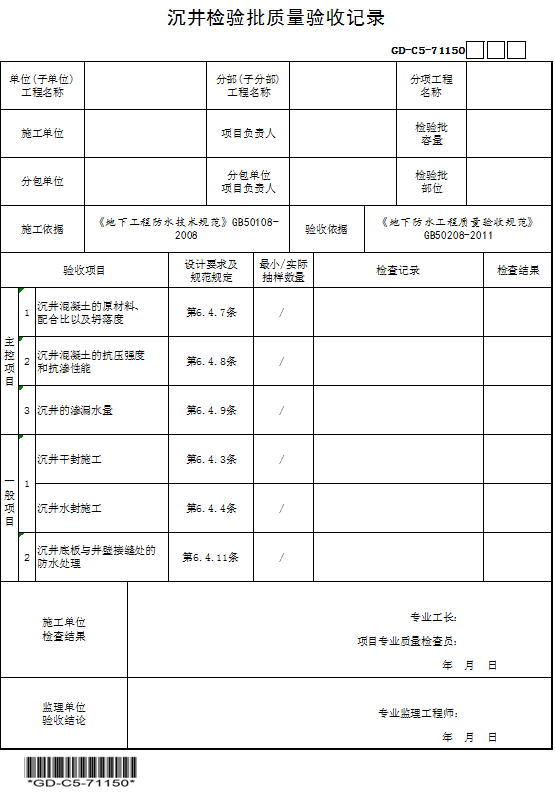 沉井检验批质量验收记录
GD-C5-71150
单位(子单位)
工程名称
分部(子分部)
工程名称
分项工程
名称
施工单位
项目负责人
检验批
容量
分包单位
分包单位
项目负责人
检验批
部位
施工依据
《地下工程防水技术规范》GB50108-
2008
验收依据
《地下防水工程质量验收规范》
GB50208-2011
验收项目
设计要求及
规范规定
最小/实际
抽样数量
检查记录
检查结果
主控项目
1
沉井混凝土的原材料、
配合比以及坍落度
第6.4.7条
/
2
沉井混凝土的抗压强度
和抗渗性能
第6.4.8条
/
3
沉井的渗漏水量
第6.4.9条
/
一般项目
1
沉井干封施工
第6.4.3条
/
沉井水封施工
第6.4.4条
/
2
沉井底板与井壁接缝处的
防水处理
第6.4.11条
/
施工单位
检查结果
专业工长:
项目专业质量检查员:
年 月 日
监理单位
验收结论
专业监理工程师:
年 月 日
*GD-C5-71150*